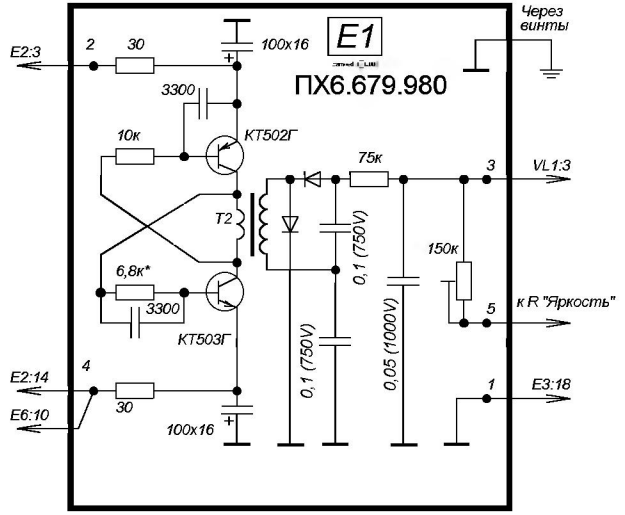 Через
винты
E1
ПХ6.679.980
E2:3
2
30
100x16
+
3300
10к
КТ502Г
75к
3
VL1:3
T2
150к
0,1 (750V)
6,8к*
3300
КТ503Г
0,1 (750V)
0,05 (1000V)
5
к R "Яркость"
4
E2:14
E6:10
30
100x16
+
1
E3:18